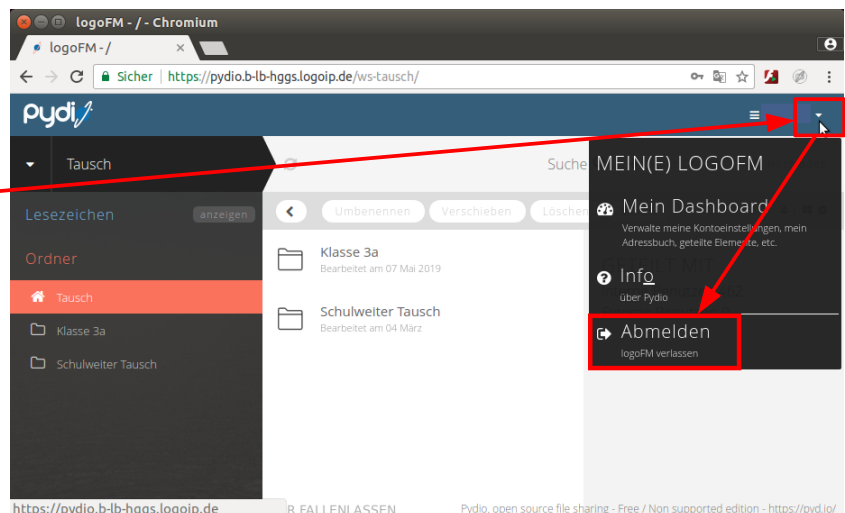 logoFM - / - Chromium
logoFM - /
Sicher | https://pydio.b-lb-hggs.logoip.de/ws-tausch/
pydi
Tausch
Suche
Lesezeichen
anzeigen
Umbenennen
Verschieben
Löschen
Ordner
Tausch
Klasse 3a
Schulweiter Tausch
Klasse 3a
Bearbeitet am 07 Mai 2019
Schulweiter Tausch
Bearbeitet am 04 März
MEIN(E) LOGOFM
Mein Dashboard
Verwalte meine Kontoeinstellungen, mein
Adressbuch, geteilte Elemente, etc.
Info
über Pydio
Abmelden
logoFM verlassen
https://pydio.b-lb-hggs.logoip.de
R FALLENLASSEN
Pydio, open source file sharing - Free / Non supported edition - https://pyd.io/